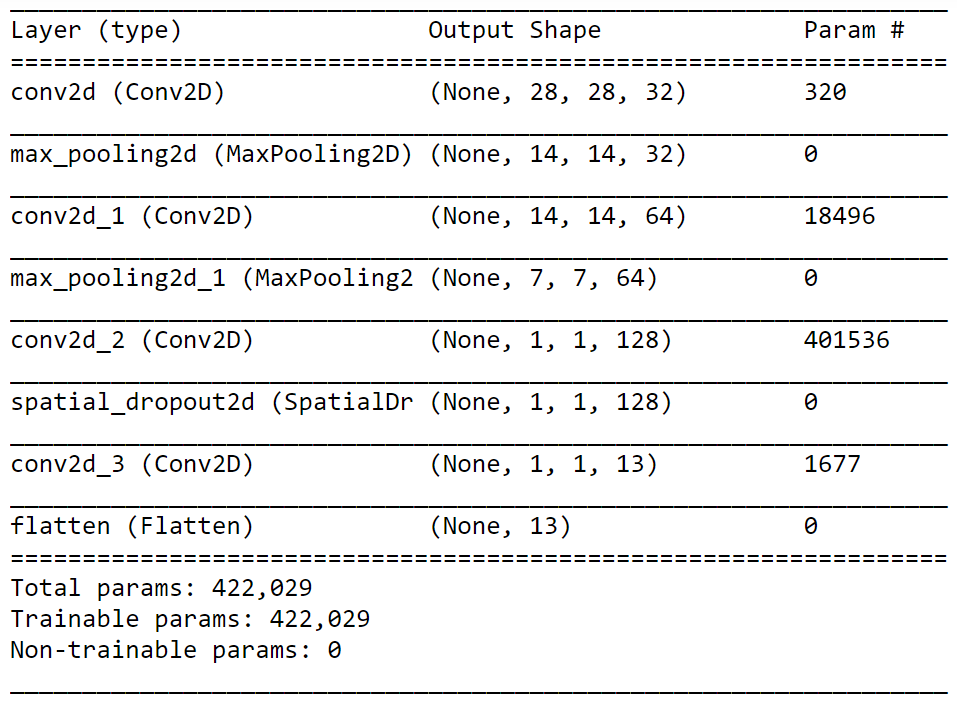 _________________________________________________________________
Layer (type)                 Output Shape              Param #
=================================================================
conv2d (Conv2D)              (None, 28, 28, 32)        320
_________________________________________________________________
max_pooling2d (MaxPooling2D) (None, 14, 14, 32)        0
_________________________________________________________________
conv2d_1 (Conv2D)            (None, 14, 14, 64)        18496
_________________________________________________________________
max_pooling2d_1 (MaxPooling2 (None, 7, 7, 64)          0
_________________________________________________________________
conv2d_2 (Conv2D)            (None, 1, 1, 128)         401536
_________________________________________________________________
spatial_dropout2d (SpatialDr (None, 1, 1, 128)         0
_________________________________________________________________
conv2d_3 (Conv2D)            (None, 1, 1, 13)          1677
_________________________________________________________________
flatten (Flatten)            (None, 13)                0
=================================================================
Total params: 422,029
Trainable params: 422,029
Non-trainable params: 0
_________________________________________________________________